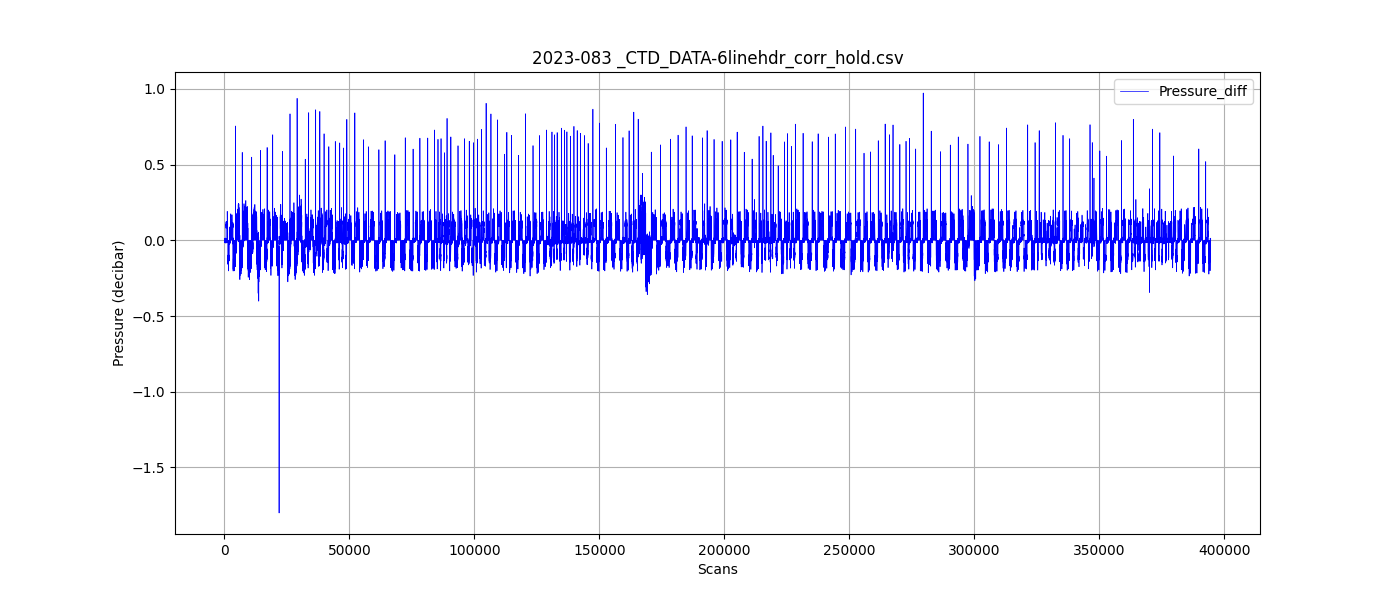 2023-083 _CTD_DATA-6linehdr_corr_hold.csv
Pressure_diff
1.0
0.5
0.0
−0.5
−1.0
−1.5
Pressure (decibar)
0 50000 100000 150000 200000 250000 300000 350000 400000
Scans